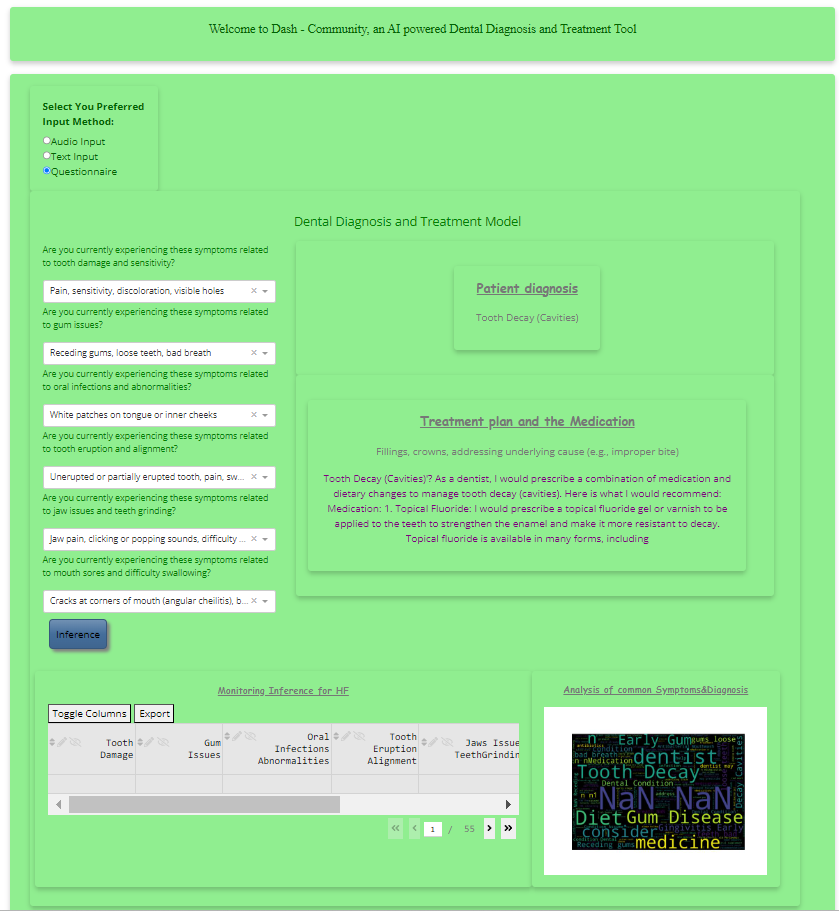 Welcome to Dash - Community, an AI powered Dental Diagnosis and Treatment Tool
Select You Preferred
Input Method:
Audio Input
Text Input
Questionnaire
Dental Diagnosis and Treatment Model
Are you currently experiencing these symptoms related
to tooth damage and sensitivity?
Pain, sensitivity, discoloration, visible holes
Are you currently experiencing these symptoms related
to gum issues?
Receding gums, loose teeth, bad breath
Are you currently experiencing these symptoms related
to oral infections and abnormalities?
White patches on tongue or inner cheeks
Are you currently experiencing these symptoms related
to tooth eruption and alignment?
Unerupted or partially erupted tooth, pain, sw...
Are you currently experiencing these symptoms related
to jaw issues and teeth grinding?
Jaw pain, clicking or popping sounds, difficulty ...
Are you currently experiencing these symptoms related
to mouth sores and difficulty swallowing?
Cracks at corners of mouth (angular cheilitis), b...
Inference
Patient diagnosis
Tooth Decay (Cavities)
Treatment plan and the Medication
Fillings, crowns, addressing underlying cause (e.g., improper bite)
Tooth Decay (Cavities)'? As a dentist, I would prescribe a combination of medication and
dietary changes to manage tooth decay (cavities). Here is what I would recommend:
Medication: 1. Topical Fluoride: I would prescribe a topical fluoride gel or varnish to be
applied to the teeth to strengthen the enamel and make it more resistant to decay.
Topical fluoride is available in many forms, including
Monitoring Inference for HF
Toggle Columns Export
Tooth
Damage
Gum
Issues
Oral
Infections
Abnormalities
Tooth
Eruption
Alignment
Jaws Issue
TeethGrindin
1 / 55
Analysis of common Symptoms&Diagnosis
n Early Gum gums loose
bad breath dentist
n nMedication
Tooth Decay
Dental Condition
NaN NaN
Decay Cavities
n n1
Diet Gum Disease
consider Gingivitis Early
Receding gums medicine